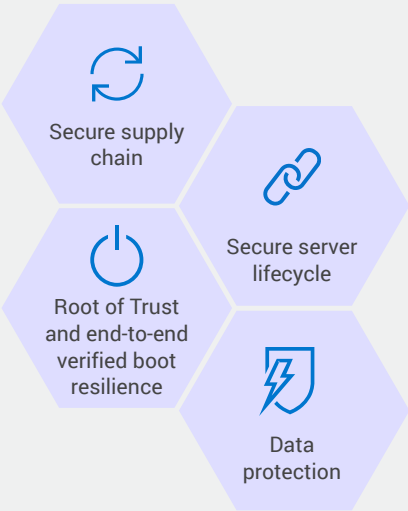 Secure supply
chain
Secure server
lifecycle
Root of Trust
and end-to-end
verified boot
resilience
Data
protection